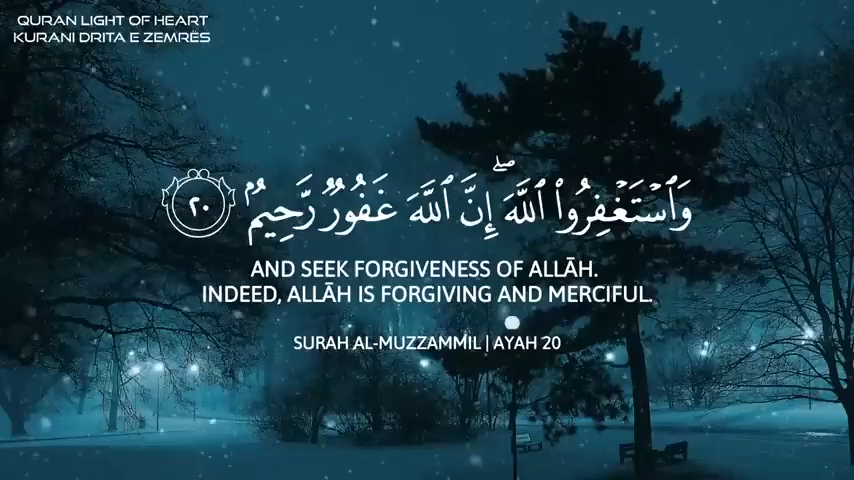 QURAN LIGHT OF HEART
KURANI DRITA E ZEMRËS
وَٱسۡتَغۡفِرُواْ ٱللَّهَۖ إِنَّ ٱللَّهَ غَفُورٞ رَّحِيمُۢ ٢٠
AND SEEK FORGIVENESS OF ALLĀH.
INDEED, ALLĀH IS FORGIVING AND MERCIFUL.
SURAH AL-MUZZAMMIL | AYAH 20